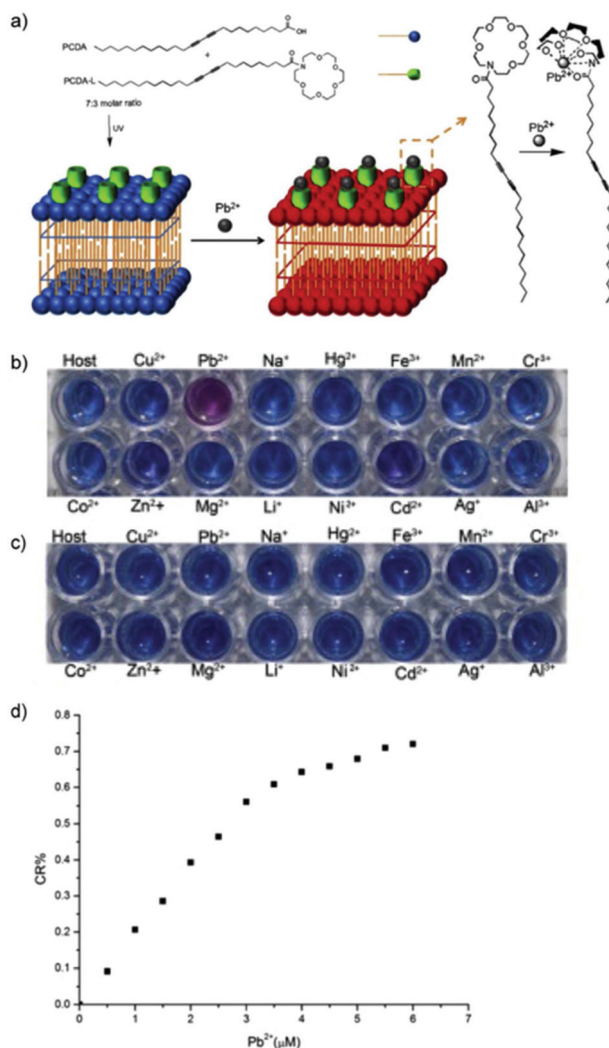 a)
PCDA
OH
O
+
PCDA-L
7:3 molar ratio
UV
Pb²⁺
Pb²⁺
Pb²⁺
b)
Host Cu²⁺ Pb²⁺ Na⁺ Hg²⁺ Fe³⁺ Mn²⁺ Cr³⁺
Co²⁺ Zn²+ Mg²⁺ Li⁺ Ni²⁺ Cd²⁺ Ag⁺ Al³⁺
c)
Host Cu²⁺ Pb²⁺ Na⁺ Hg²⁺ Fe³⁺ Mn²⁺ Cr³⁺
Co²⁺ Zn²+ Mg²⁺ Li⁺ Ni²⁺ Cd²⁺ Ag⁺ Al³⁺
d)
0.8
0.7
0.6
0.5
0.4
0.3
0.2
0.1
0.0
CR%
0 1 2 3 4 5 6 7
Pb²⁺(μM)